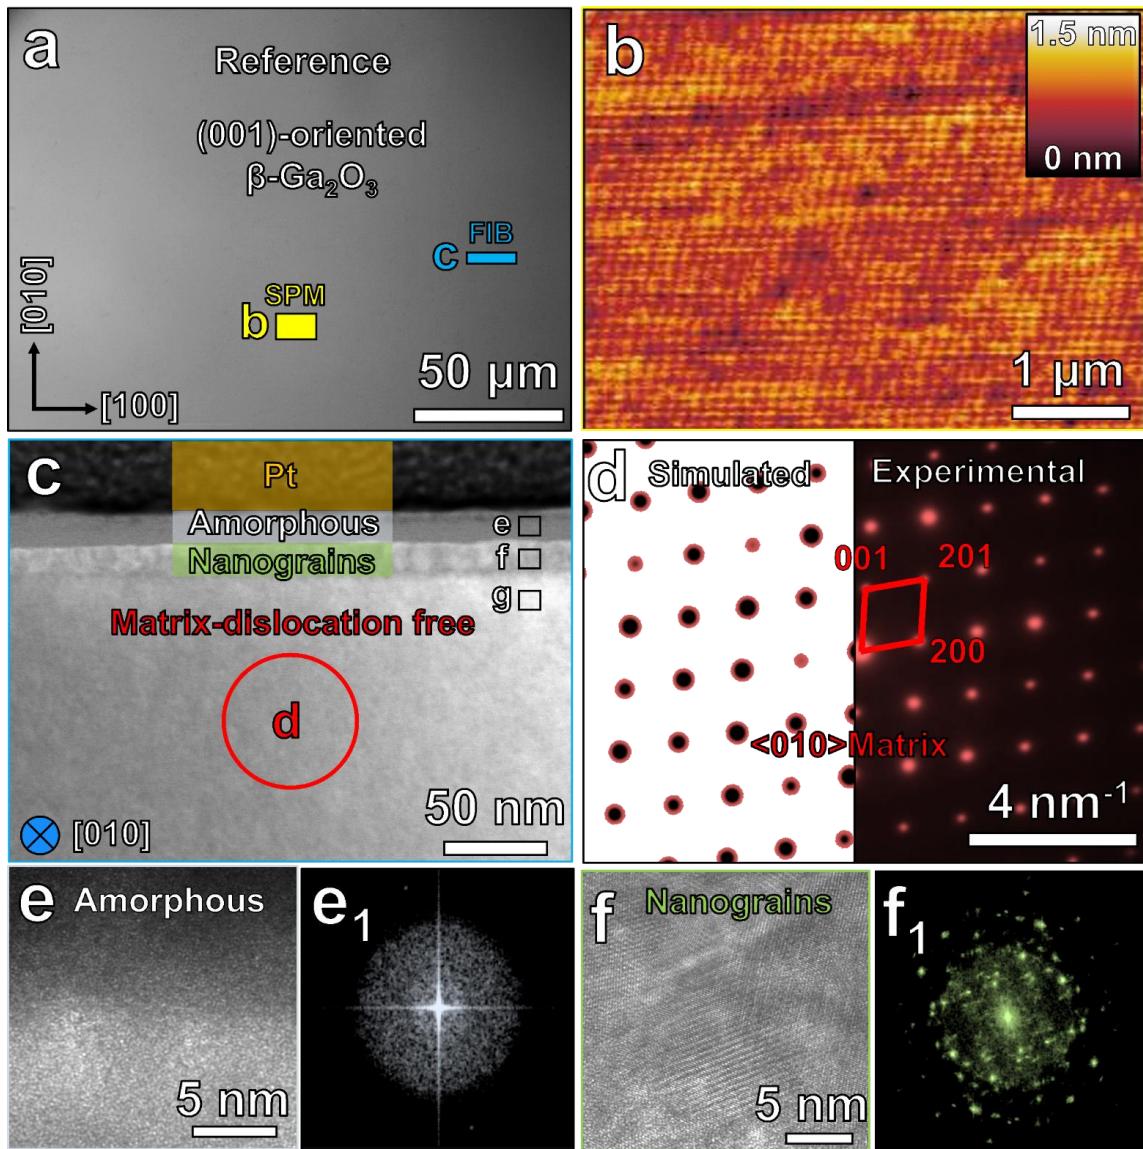 a
Reference
(001)-oriented
β-Ga₂O₃
FIB
c
SPM
b
[010]
[100]
50 µm
b
1.5 nm
0 nm
1 µm
c
Pt
Amorphous
Nanograins
e
f
g
Matrix-dislocation free
d
[010]
50 nm
d
Simulated
Experimental
001
201
200
<010>Matrix
4 nm⁻¹
e
Amorphous
5 nm
e₁
f
Nanograins
5 nm
f₁